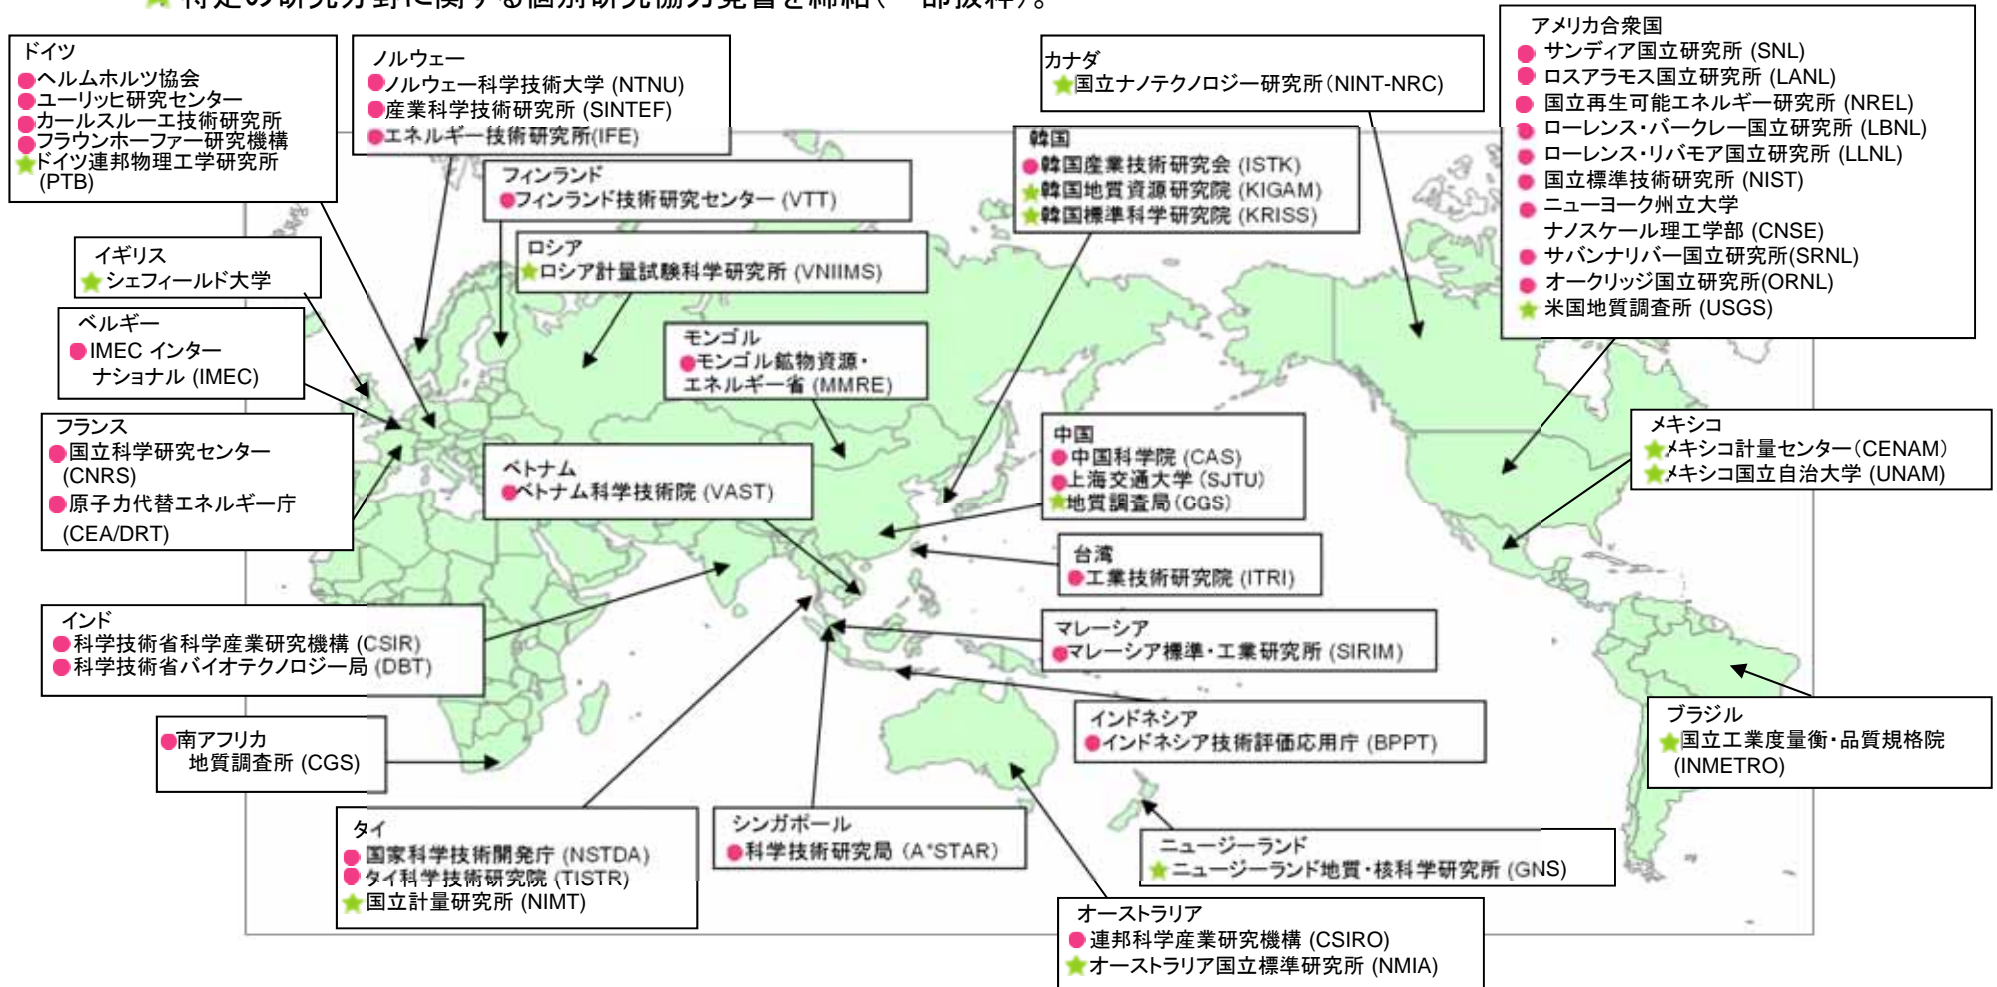 ★特定の研究分野に関する個別研究協力覚書を締結(一部抜粋)。
ドイツ
●ヘルムホルツ協会
●ユーリッヒ研究センター
●カールスルーエ技術研究所
●フラウンホーファー研究機構
★ドイツ連邦物理工学研究所
(PTB)
ノルウェー
●ノルウェー科学技術大学 (NTNU)
●産業科学技術研究所 (SINTEF)
●エネルギー技術研究所(IFE)
カナダ
★国立ナノテクノロジー研究所(NINT-NRC)
アメリカ合衆国
●サンディア国立研究所 (SNL)
●ロスアラモス国立研究所 (LANL)
●国立再生可能エネルギー研究所 (NREL)
●ローレンス・バークレー国立研究所 (LBNL)
●ローレンス・リバモア国立研究所 (LLNL)
●国立標準技術研究所 (NIST)
●ニューヨーク州立大学
ナノスケール理工学部 (CNSE)
●サバンナリバー国立研究所(SRNL)
●オークリッジ国立研究所(ORNL)
★米国地質調査所 (USGS)
韓国
●韓国産業技術研究会 (ISTK)
★韓国地質資源研究院 (KIGAM)
★韓国標準科学研究院 (KRISS)
フィンランド
●フィンランド技術研究センター (VTT)
ロシア
★ロシア計量試験科学研究所 (VNIIMS)
イギリス
★シェフィールド大学
ベルギー
●IMEC インター
ナショナル (IMEC)
モンゴル
●モンゴル鉱物資源・
エネルギー省 (MMRE)
フランス
●国立科学研究センター
(CNRS)
●原子力代替エネルギー庁
(CEA/DRT)
ベトナム
●ベトナム科学技術院 (VAST)
中国
●中国科学院 (CAS)
●上海交通大学 (SJTU)
★地質調査局 (CGS)
メキシコ
★メキシコ計量センター(CENAM)
★メキシコ国立自治大学 (UNAM)
台湾
●工業技術研究院 (ITRI)
インド
●科学技術省科学産業研究機構 (CSIR)
●科学技術省バイオテクノロジー局 (DBT)
マレーシア
●マレーシア標準・工業研究所 (SIRIM)
インドネシア
●インドネシア技術評価応用庁 (BPPT)
ブラジル
★国立工業度量衡・品質規格院
(INMETRO)
●南アフリカ
地質調査所 (CGS)
タイ
●国家科学技術開発庁 (NSTDA)
●タイ科学技術研究院 (TISTR)
★国立計量研究所 (NIMT)
シンガポール
●科学技術研究局 (A*STAR)
ニュージーランド
★ニュージーランド地質・核科学研究所 (GNS)
オーストラリア
●連邦科学産業研究機構 (CSIRO)
★オーストラリア国立標準研究所 (NMIA)